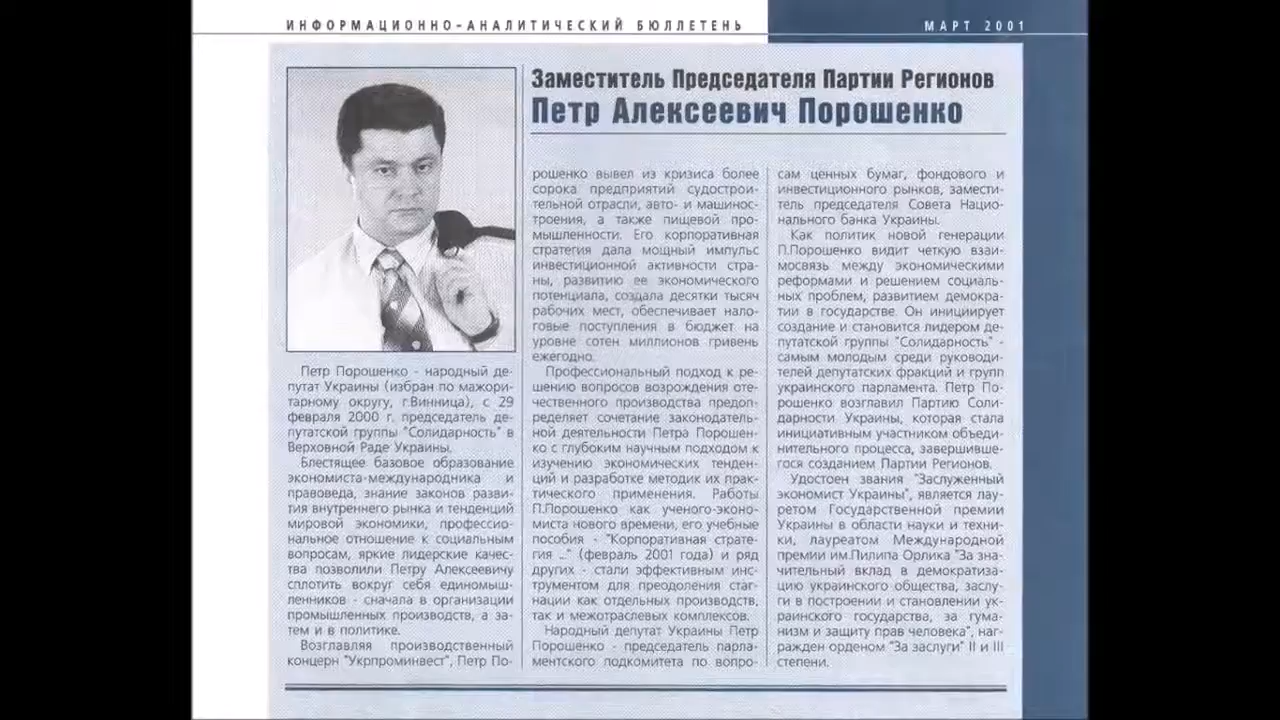 ИНФОРМАЦИОННО-АНАЛИТИЧЕСКИЙ БЮЛЛЕТЕНЬ
МАРТ 2001
Заместитель Председателя Партии Регионов
Петр Алексеевич Порошенко
Петр Порошенко - народный де-
путат Украины (избран по мажори-
тарному округу, г.Винница), с 29
февраля 2000 г. председатель де-
путатской группы "Солидарность" в
Верховной Раде Украины.
Блестящее базовое образование
экономиста-международника и
правоведа, знание законов разви-
тия внутреннего рынка и тенденций
мировой экономики, профессио-
нальное отношение к социальным
вопросам, яркие лидерские качес-
тва позволили Петру Алексеевичу
сплотить вокруг себя единомыш-
ленников - сначала в организации
промышленных производств, а за-
тем и в политике.
Возглавляя производственный
концерн "Укрпроминвест", Петр По-
рошенко вывел из кризиса более
сорока предприятий судострои-
тельной отрасли, авто- и машинос-
троения, а также пищевой про-
мышленности. Его корпоративная
стратегия дала мощный импульс
инвестиционной активности стра-
ны, развитию ее экономического
потенциала, создала десятки тысяч
рабочих мест, обеспечивает нало-
говые поступления в бюджет на
уровне сотен миллионов гривень
ежегодно.
Профессиональный подход к ре-
шению вопросов возрождения оте-
чественного производства предоп-
ределяет сочетание законодатель-
ной деятельности Петра Порошен-
ко с глубоким научным подходом к
изучению экономических тенден-
ций и разработке методик их прак-
тического применения. Работы
П.Порошенко как ученого-эконо-
миста нового времени, его учебные
пособия - "Корпоративная страте-
гия ..." (февраль 2001 года) и ряд
других - стали эффективным инс-
трументом для преодоления стаг-
нации как отдельных производств,
так и межотраслевых комплексов.
Народный депутат Украины Петр
Порошенко - председатель парла-
ментского подкомитета по вопро-
сам ценных бумаг, фондового и
инвестиционного рынков, замести-
тель председателя Совета Нацио-
нального банка Украины.
Как политик новой генерации
П.Порошенко видит четкую взаи-
мосвязь между экономическими
реформами и решением социаль-
ных проблем, развитием демокра-
тии в государстве. Он инициирует
создание и становится лидером де-
путатской группы "Солидарность" -
самым молодым среди руководи-
телей депутатских фракций и групп
украинского парламента. Петр По-
рошенко возглавил Партию Соли-
дарности Украины, которая стала
инициативным участником объеди-
нительного процесса, завершивше-
гося созданием Партии Регионов.
Удостоен звания "Заслуженный
экономист Украины", является лау-
ретом Государственной премии
Украины в области науки и техни-
ки, лауреатом Международной
премии им.Пилипа Орлика "За зна-
чительный вклад в демократиза-
цию украинского общества, заслу-
ги в построении и становлении ук-
раинского государства, за гума-
низм и защиту прав человека", наг-
ражден орденом "За заслуги" II и III
степени.